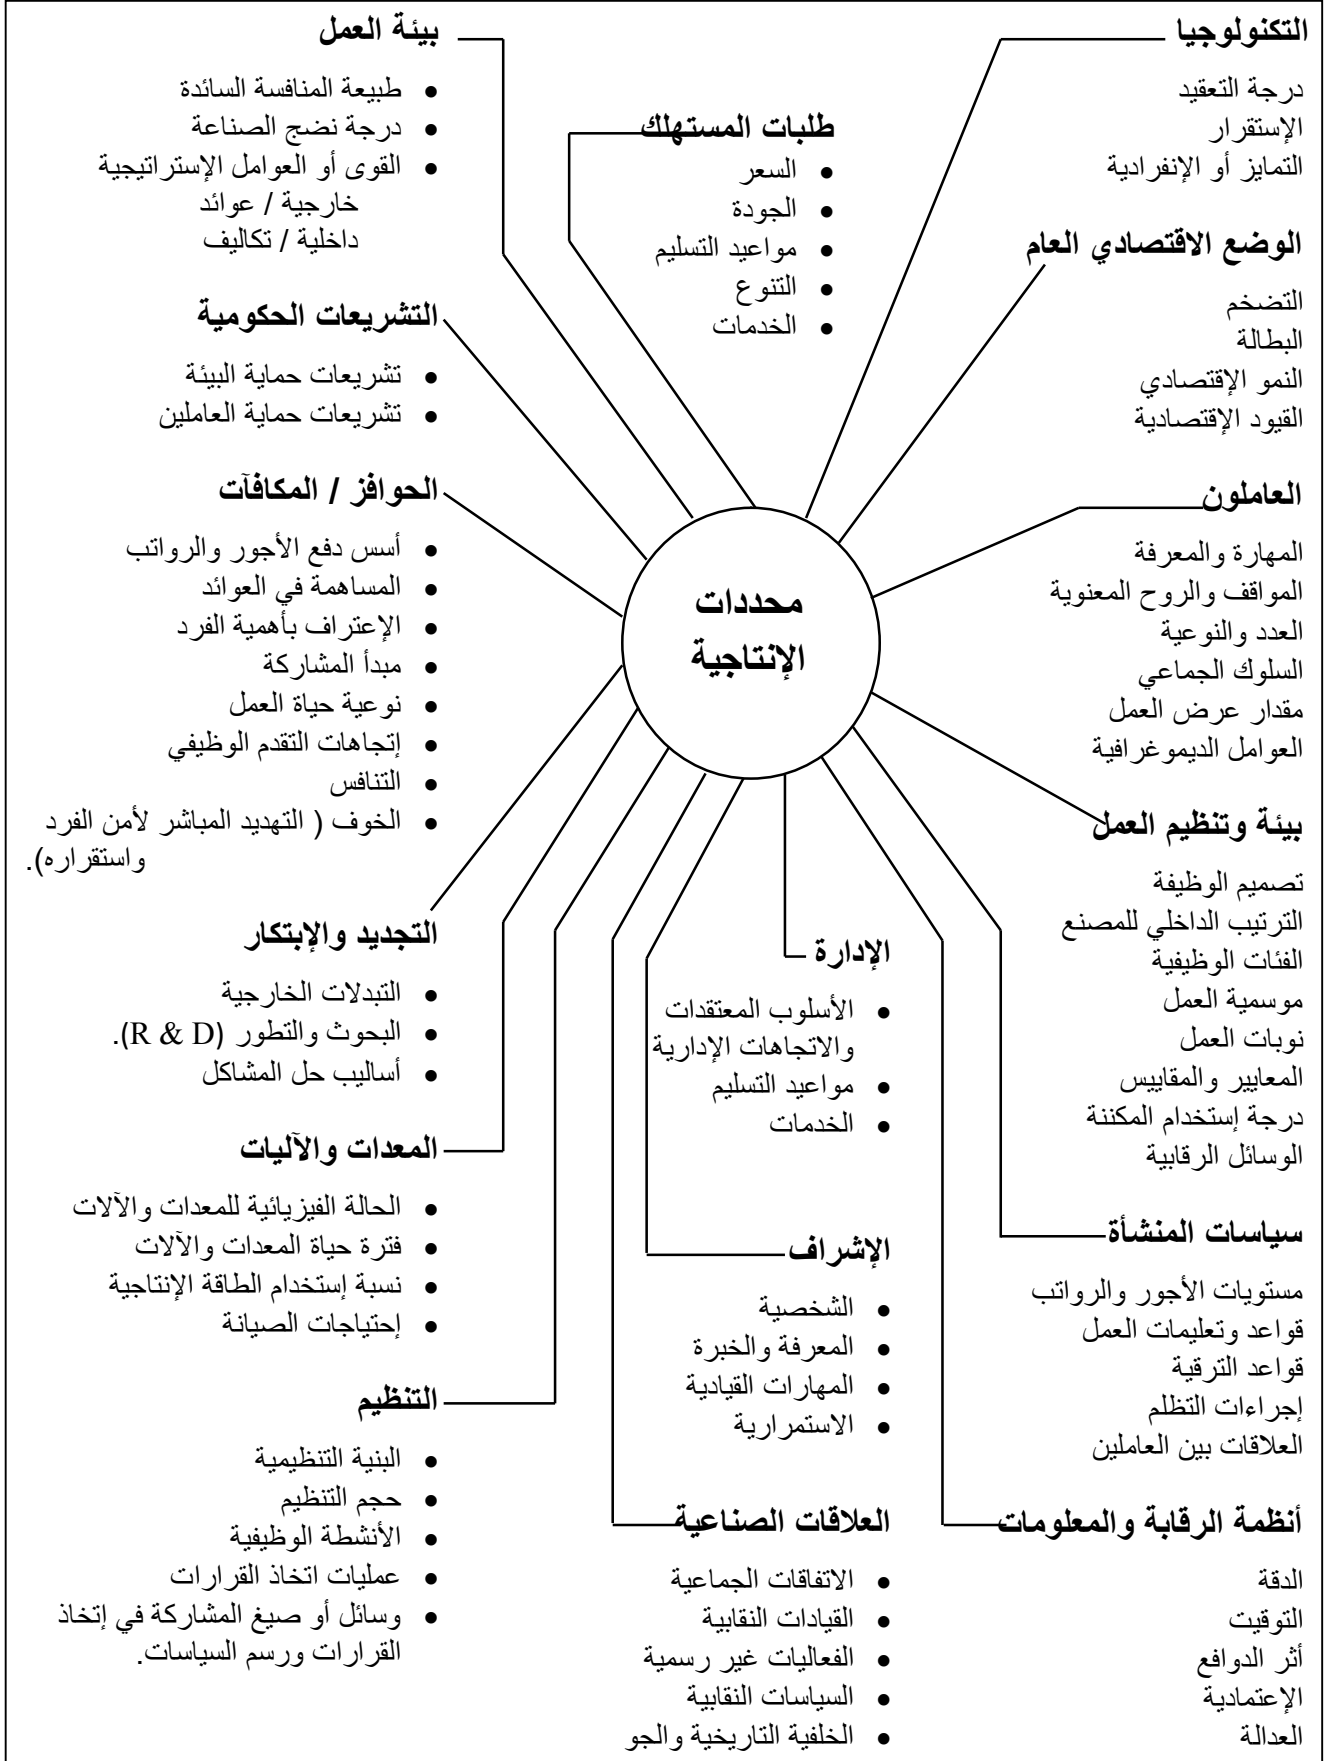 التكنولوجيا
درجة التعقيد
الإستقرار
التمايز أو الإنفرادية
الوضع الاقتصادي العام
التضخم
البطالة
النمو الإقتصادي
القيود الإقتصادية
العاملون
المهارة والمعرفة
المواقف والروح المعنوية
العدد والنوعية
السلوك الجماعي
مقدار عرض العمل
العوامل الديموغرافية
بيئة وتنظيم العمل
تصميم الوظيفة
الترتيب الداخلي للمصنع
الفئات الوظيفية
موسمية العمل
نوبات العمل
المعايير والمقاييس
درجة إستخدام المكننة
الوسائل الرقابية
سياسات المنشأة
مستويات الأجور والرواتب
قواعد وتعليمات العمل
قواعد الترقية
إجراءات التظلم
العلاقات بين العاملين
أنظمة الرقابة والمعلومات
الدقة
التوقيت
أثر الدوافع
الإعتمادية
العدالة
طلبات المستهلك
• السعر
• الجودة
• مواعيد التسليم
• التنوع
• الخدمات
محددات
الإنتاجية
الإدارة
• الأسلوب المعتقدات
والاتجاهات الإدارية
• مواعيد التسليم
• الخدمات
الإشراف
• الشخصية
• المعرفة والخبرة
• المهارات القيادية
• الاستمرارية
العلاقات الصناعية
• الاتفاقات الجماعية
• القيادات النقابية
• الفعاليات غير رسمية
• السياسات النقابية
• الخلفية التاريخية والجو
بيئة العمل
• طبيعة المنافسة السائدة
• درجة نضج الصناعة
• القوى أو العوامل الإستراتيجية
خارجية / عوائد
داخلية / تكاليف
التشريعات الحكومية
• تشريعات حماية البيئة
• تشريعات حماية العاملين
الحوافز / المكافآت
• أسس دفع الأجور والرواتب
• المساهمة في العوائد
• الإعتراف بأهمية الفرد
• مبدأ المشاركة
• نوعية حياة العمل
• إتجاهات التقدم الوظيفي
• التنافس
• الخوف ( التهديد المباشر لأمن الفرد
واستقراره).
التجديد والإبتكار
• التبدلات الخارجية
• البحوث والتطور (R & D).
• أساليب حل المشاكل
المعدات والآليات
• الحالة الفيزيائية للمعدات والآلات
• فترة حياة المعدات والآلات
• نسبة إستخدام الطاقة الإنتاجية
• إحتياجات الصيانة
التنظيم
• البنية التنظيمية
• حجم التنظيم
• الأنشطة الوظيفية
• عمليات اتخاذ القرارات
• وسائل أو صيغ المشاركة في إتخاذ
القرارات ورسم السياسات.